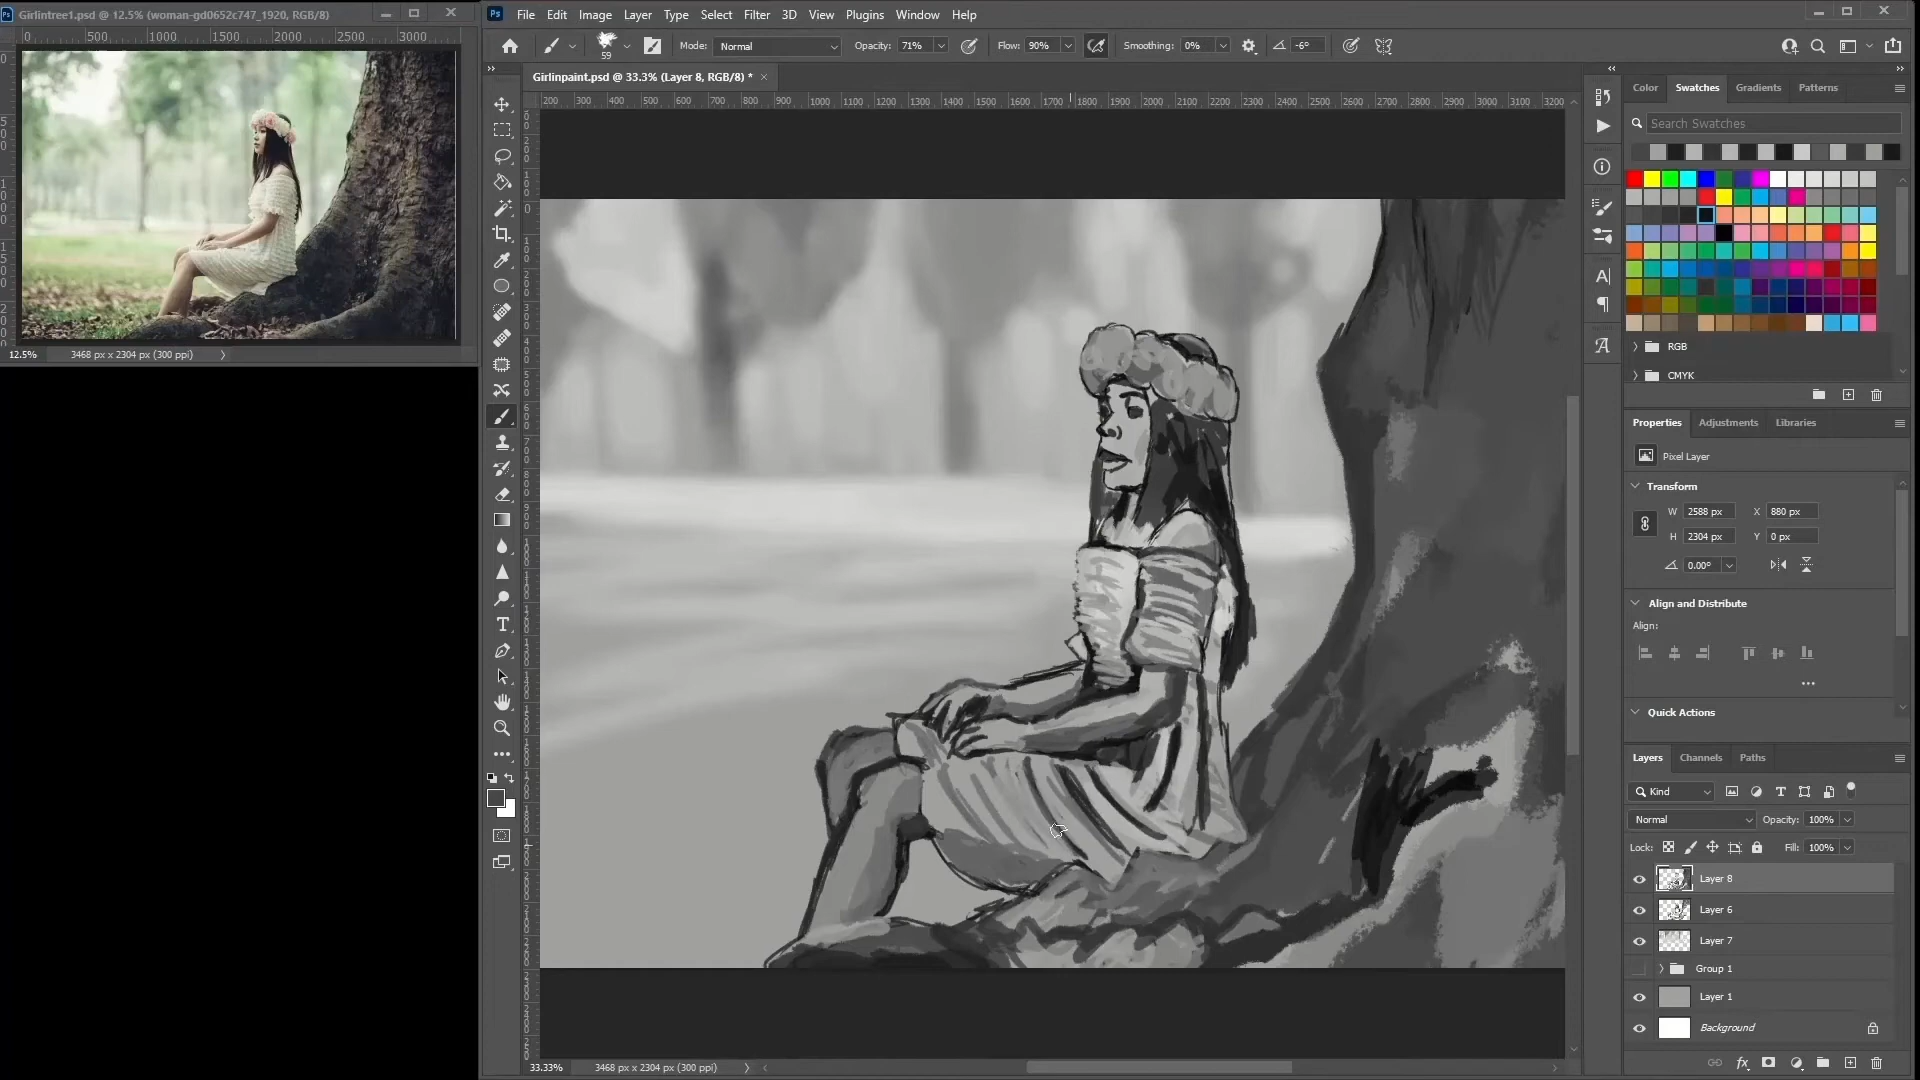 Girlintree1.psd @ 12.5% (woman-gd0652c747_1920, RGB/8)
0 500 1000 1500 2000 2500 3000
12.5% 3468 px x 2304 px (300 ppi)
File Edit Image Layer Type Select Filter 3D View Plugins Window Help
59 Mode: Normal Opacity: 71% Flow: 90% Smoothing: 0% -6°
Girlinpaint.psd @ 33.3% (Layer 8, RGB/8) *
200 300 400 500 600 700 800 900 1000 1100 1200 1300 1400 1500 1600 1700 1800 1900 2000 2100 2200 2300 2400 2500 2600 2700 2800 2900 3000 3100 3200
33.33% 3468 px x 2304 px (300 ppi)
Color Swatches Gradients Patterns
Search Swatches
RGB
CMYK
Properties Adjustments Libraries
Pixel Layer
Transform
W 2588 px X 880 px
H 2304 px Y 0 px
0.00°
Align and Distribute
Align:
Quick Actions
Layers Channels Paths
Kind
Normal Opacity: 100%
Lock: Fill: 100%
Layer 8
Layer 6
Layer 7
Group 1
Layer 1
Background